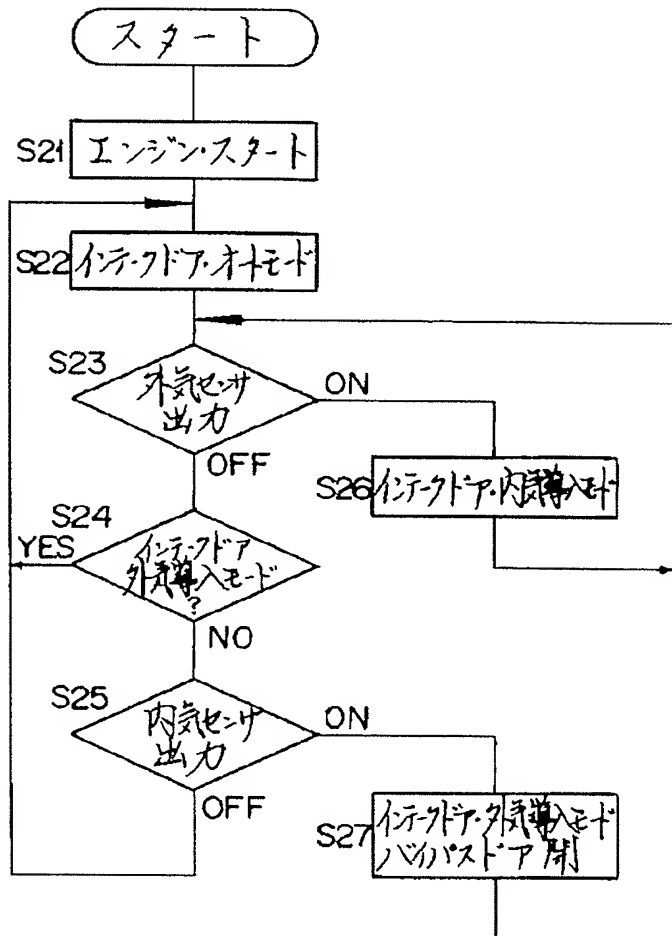 スタート
S21
エンジン・スタート
S22
インテークドア・オートモード
S23
外気センサ
出力
ON
OFF
S26
インテークドア・内気導入モード
S24
YES
インテークドア
外気導入モード
?
NO
S25
内気センサ
出力
ON
OFF
S27
インテークドア・外気導入モード
バイパスドア閉